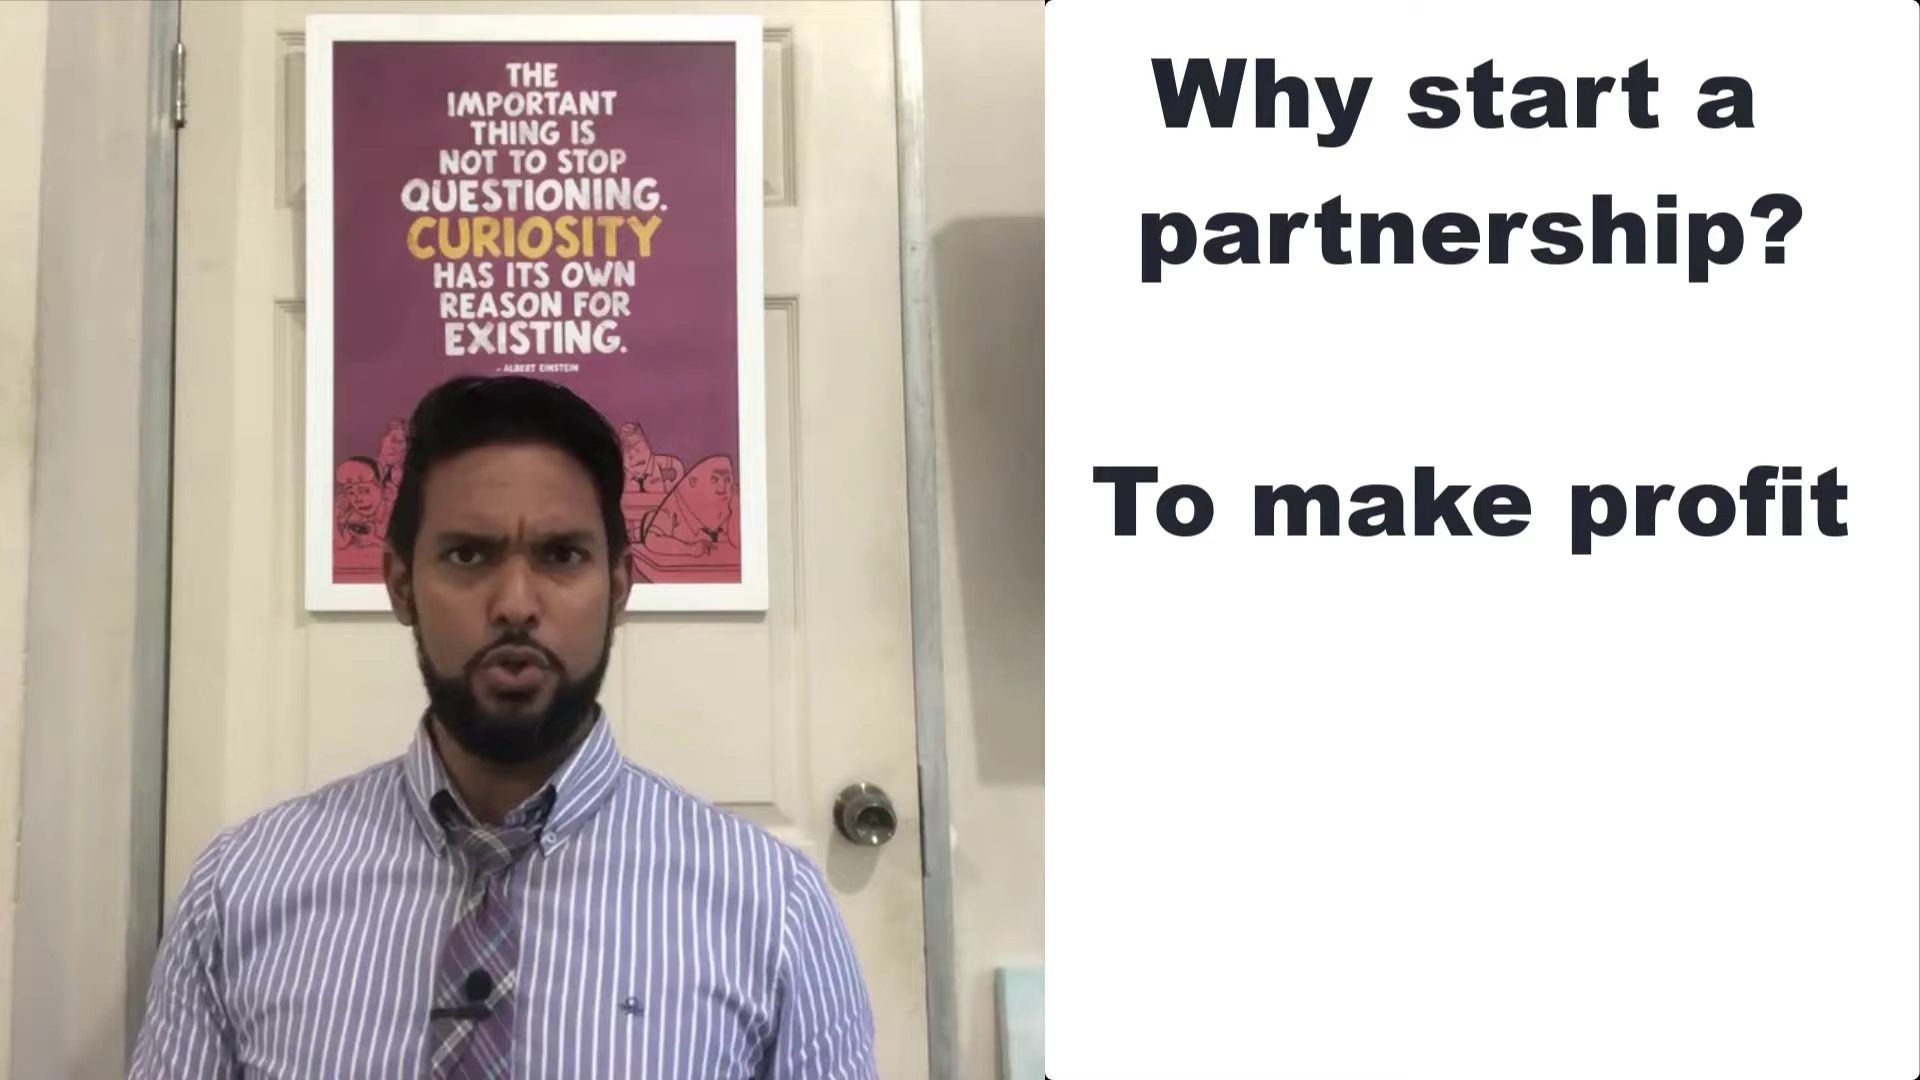 THE
IMPORTANT
THING IS
NOT TO STOP
QUESTIONING.
CURIOSITY
HAS ITS OWN
REASON FOR
EXISTING.
- ALBERT EINSTEIN
Why start a
partnership?
To make profit